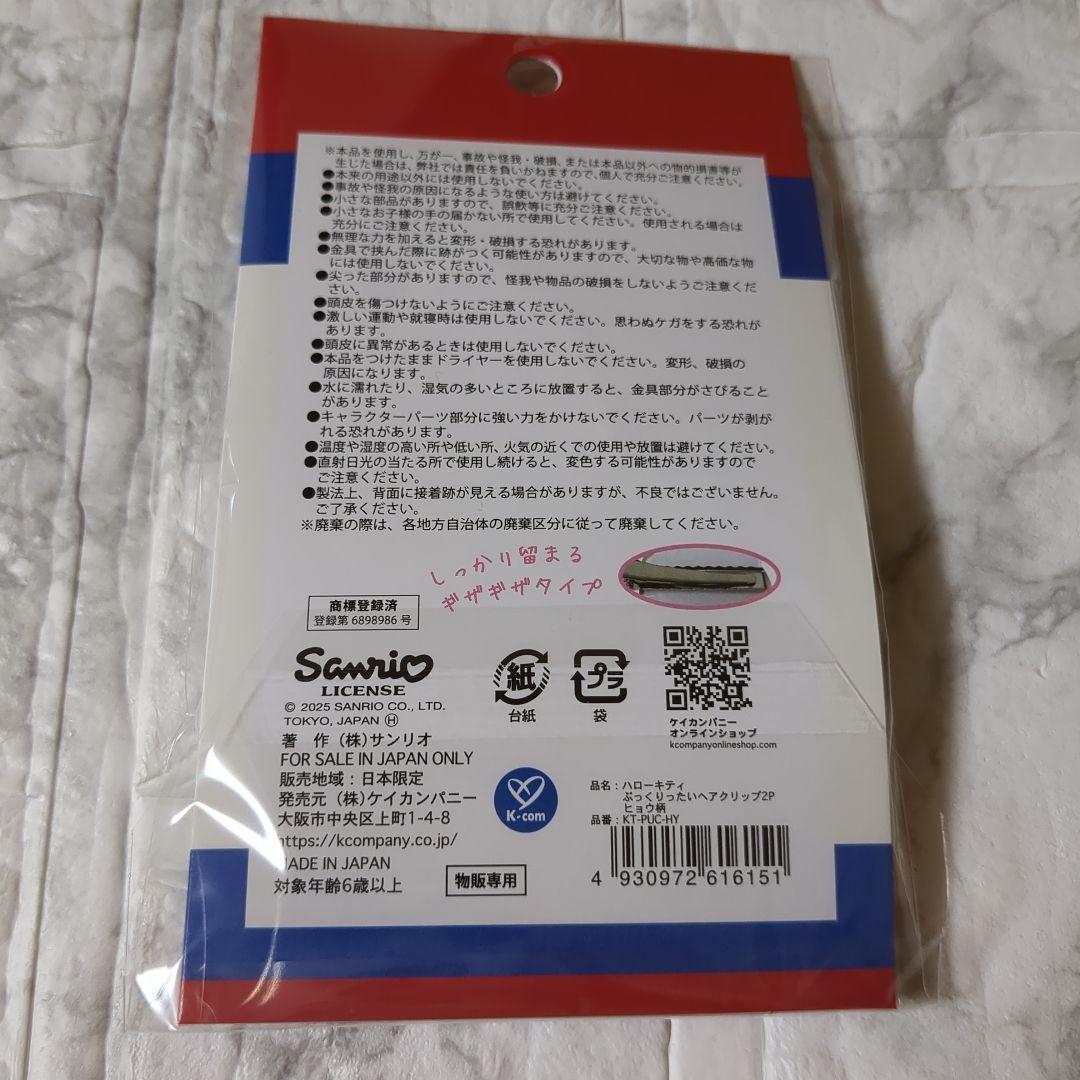 ※本品を使用し、万が一、事故や怪我・破損、または本品以外への物的損害等が
生じた場合は、弊社では責任を負いかねますので、個人で充分ご注意ください。
●本来の用途以外には使用しないでください。
●事故や怪我の原因になるような使い方は避けてください。
●小さな部品がありますので、誤飲等に充分ご注意ください。
●小さなお子様の手の届かない所で使用してください。使用される場合は
充分にご注意ください。
●無理な力を加えると変形・破損する恐れがあります。
●金具で挟んだ際に跡がつく可能性がありますので、大切な物や高価な物
には使用しないでください。
●尖った部分がありますので、怪我や物品の破損をしないようご注意くだ
さい。
●頭皮を傷つけないようにご注意ください。
●激しい運動や就寝時は使用しないでください。思わぬケガをする恐れが
あります。
●頭皮に異常があるときは使用しないでください。
●本品をつけたままドライヤーを使用しないでください。変形、破損の
原因になります。
●水に濡れたり、湿気の多いところに放置すると、金具部分がさびること
があります。
●キャラクターパーツ部分に強い力をかけないでください。パーツが剥が
れる恐れがあります。
●温度や湿度の高い所や低い所、火気の近くでの使用や放置は避けてください。
●直射日光の当たる所で使用し続けると、変色する可能性がありますので
ご注意ください。
●製法上、背面に接着跡が見える場合がありますが、不良ではございません。
ご了承ください。
※廃棄の際は、各地方自治体の廃棄区分に従って廃棄してください。
しっかり留まる
ギザギザタイプ
商標登録済
登録第 6898986 号
Sanrio
LICENSE
© 2025 SANRIO CO., LTD.
TOKYO, JAPAN Ⓗ
著 作 (株)サンリオ
FOR SALE IN JAPAN ONLY
販売地域：日本限定
発売元 (株)ケイカンパニー
大阪市中央区上町1-4-8
https://kcompany.co.jp/
MADE IN JAPAN
対象年齢6歳以上
物販専用
紙
台紙
プラ
袋
ケイカンパニー
オンラインショップ
kcompanyonlineshop.com
K-com
品名：ハローキティ
ぷっくりったいヘアクリップ2P
ヒョウ柄
品番：KT-PUC-HY
4 930972 616151